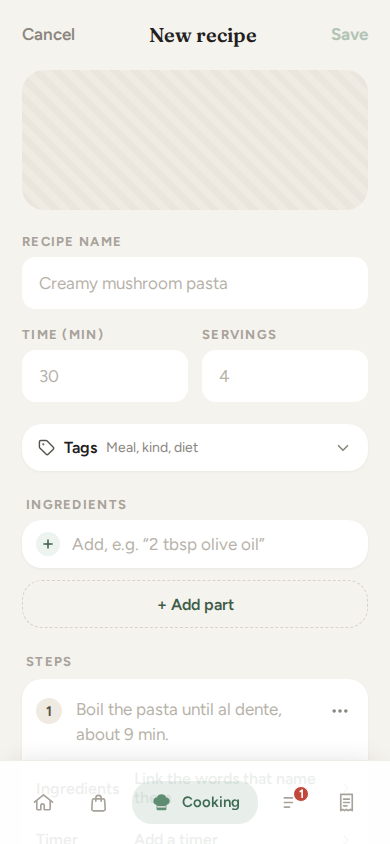 Cancel New recipe Save
RECIPE NAME
Creamy mushroom pasta
TIME (MIN) SERVINGS
30 4
Tags Meal, kind, diet
INGREDIENTS
+ Add, e.g. “2 tbsp olive oil”
+ Add part
STEPS
1 Boil the pasta until al dente,
about 9 min.
Link the words that name
Ingredients
Cooking 1
Timer Add a timer